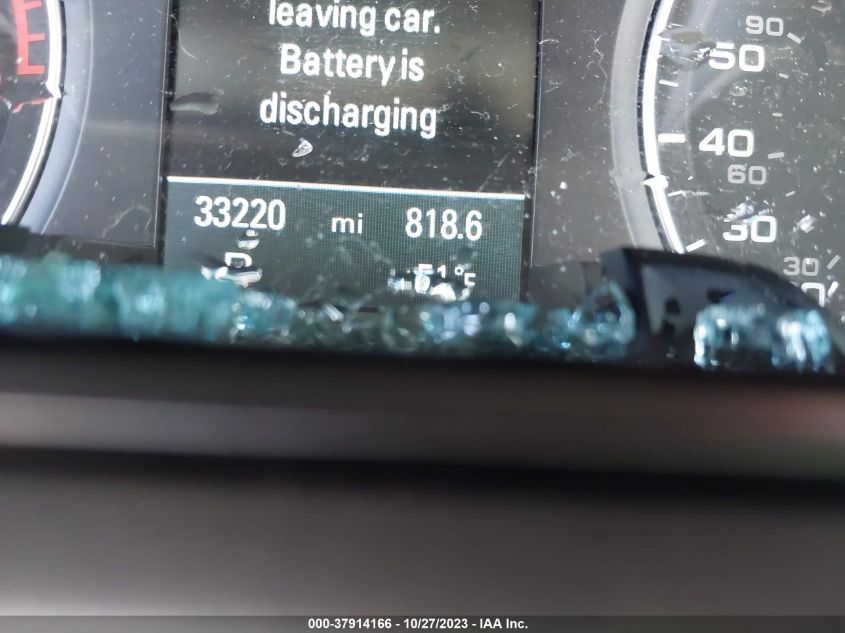 leaving car.
Battery is
discharging
33220 mi 818.6
°F
90
50
40
60
30
30
000-37914166 - 10/27/2023 - IAA Inc.